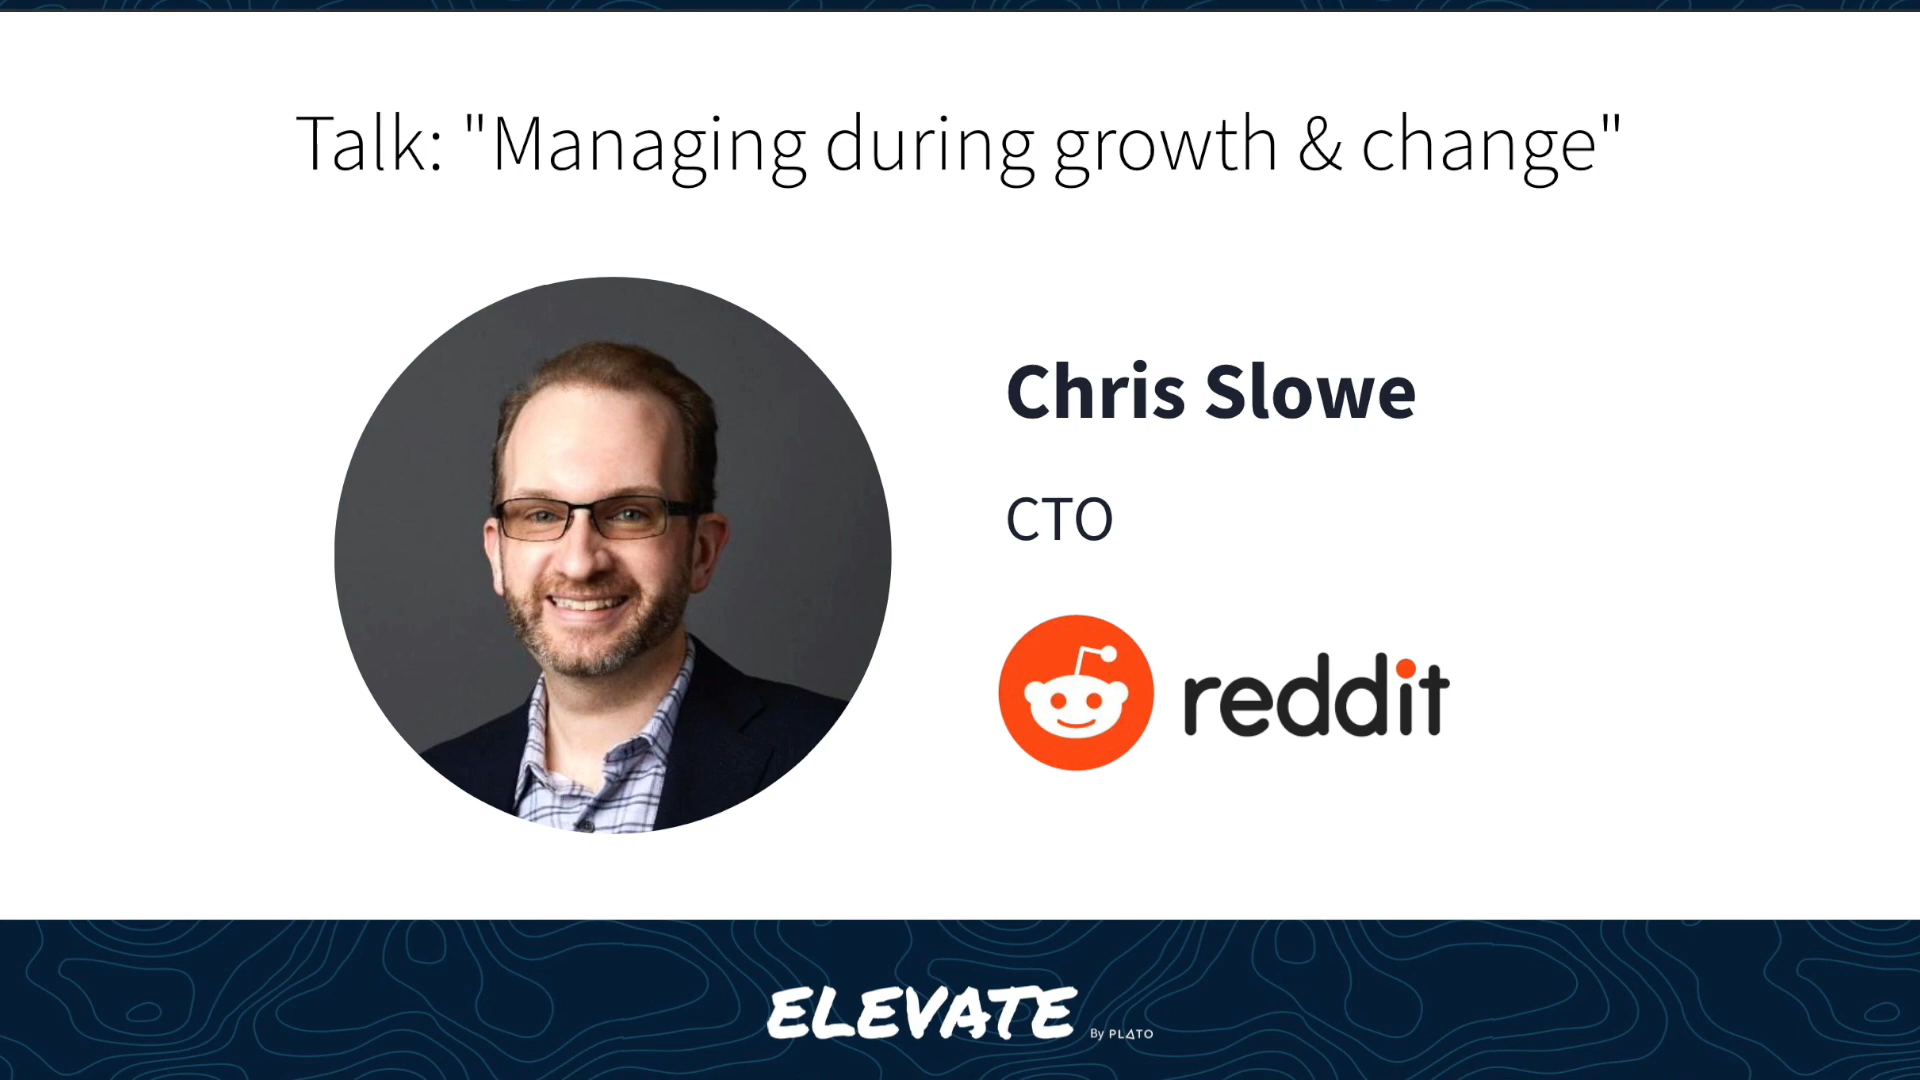 Talk: "Managing during growth & change"
Chris Slowe
CTO
reddit
ELEVATE By PLATO